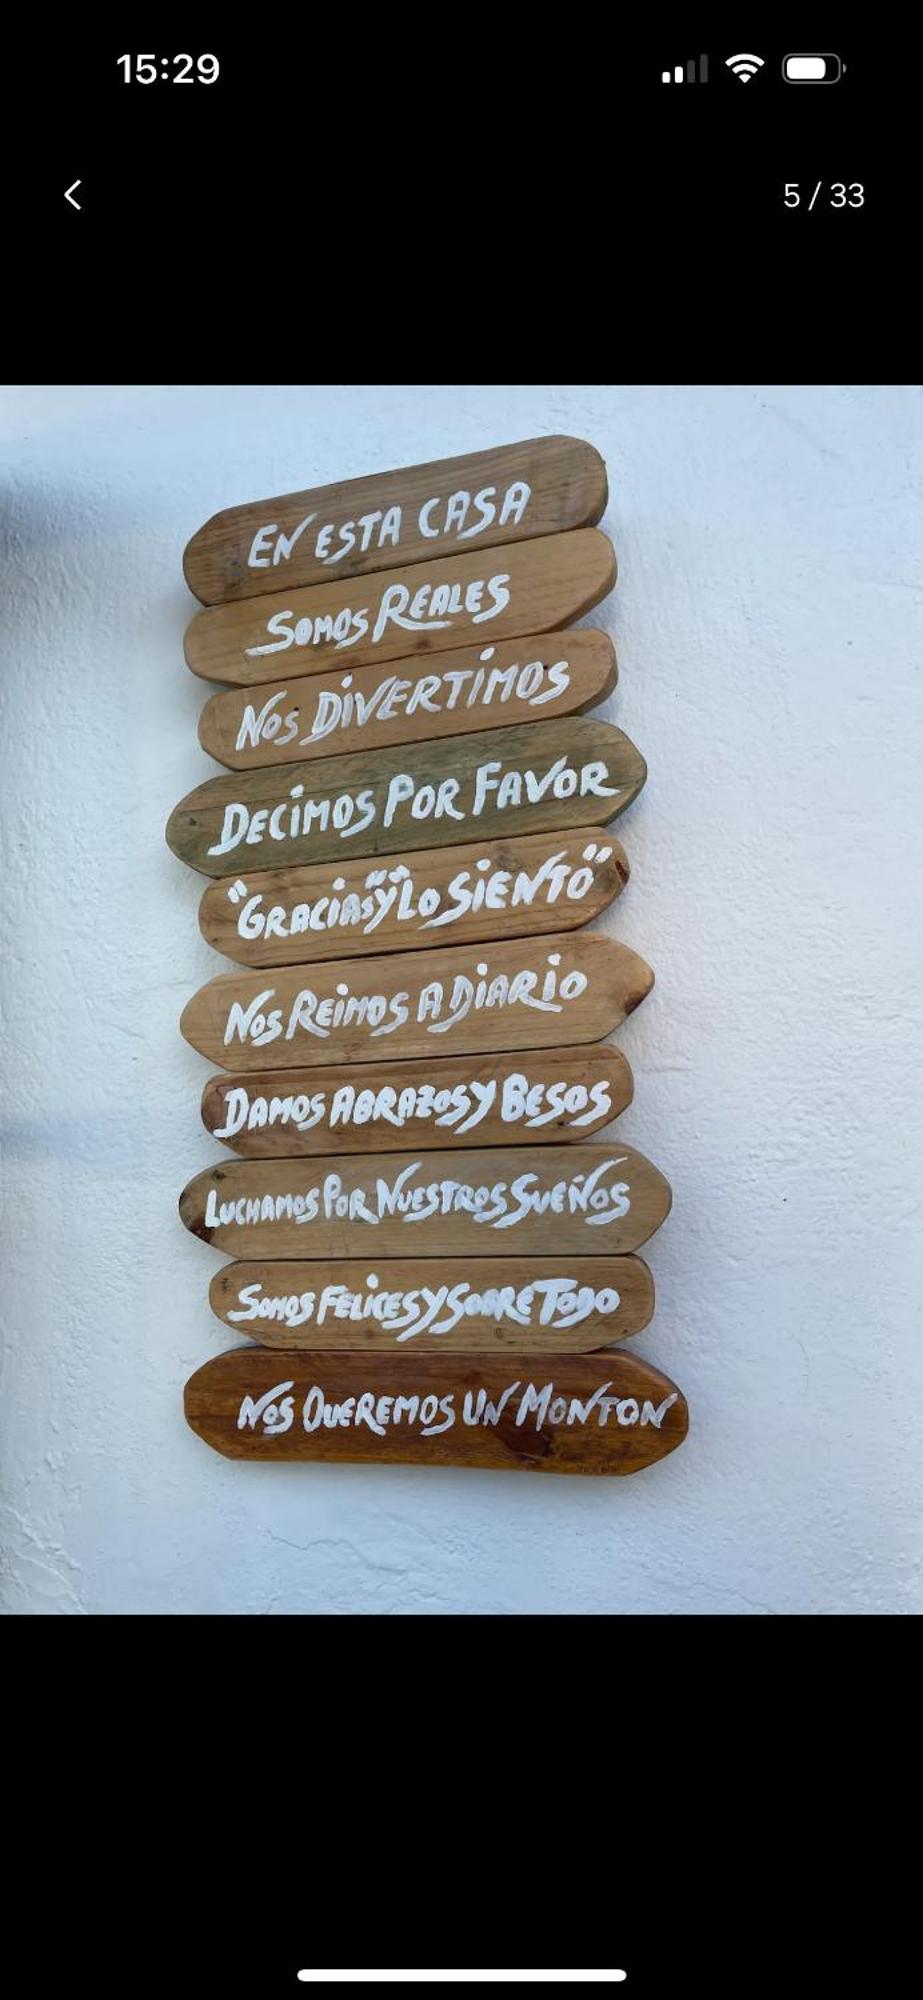 15:29
5 / 33
EN ESTA CASA
SOMOS REALES
NOS DIVERTIMOS
DECIMOS POR FAVOR
"GRACIAS" Y "LO SIENTO"
NOS REIMOS A DIARIO
DAMOS ABRAZOS Y BESOS
LUCHAMOS POR NUESTROS SUEÑOS
SOMOS FELICES Y SOBRE TODO
NOS QUEREMOS UN MONTON